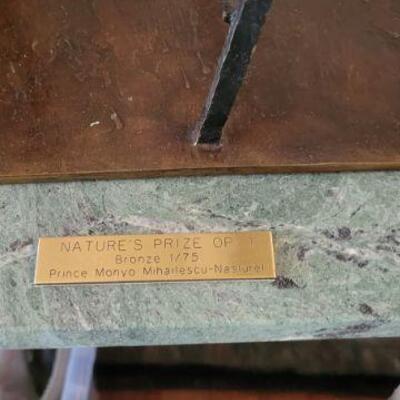 NATURE'S PRIZE OP. 1
Bronze 1/75
Prince Monyo Mihailescu-Nasturel